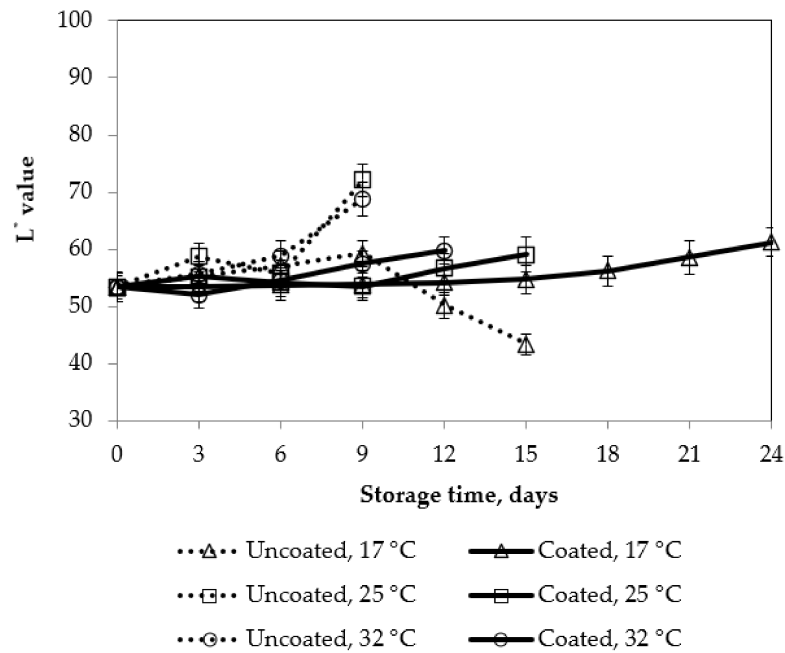 100
90
80
70
60
50
40
30
L* value
0 3 6 9 12 15 18 21 24
Storage time, days
Uncoated, 17 °C Coated, 17 °C
Uncoated, 25 °C Coated, 25 °C
Uncoated, 32 °C Coated, 32 °C